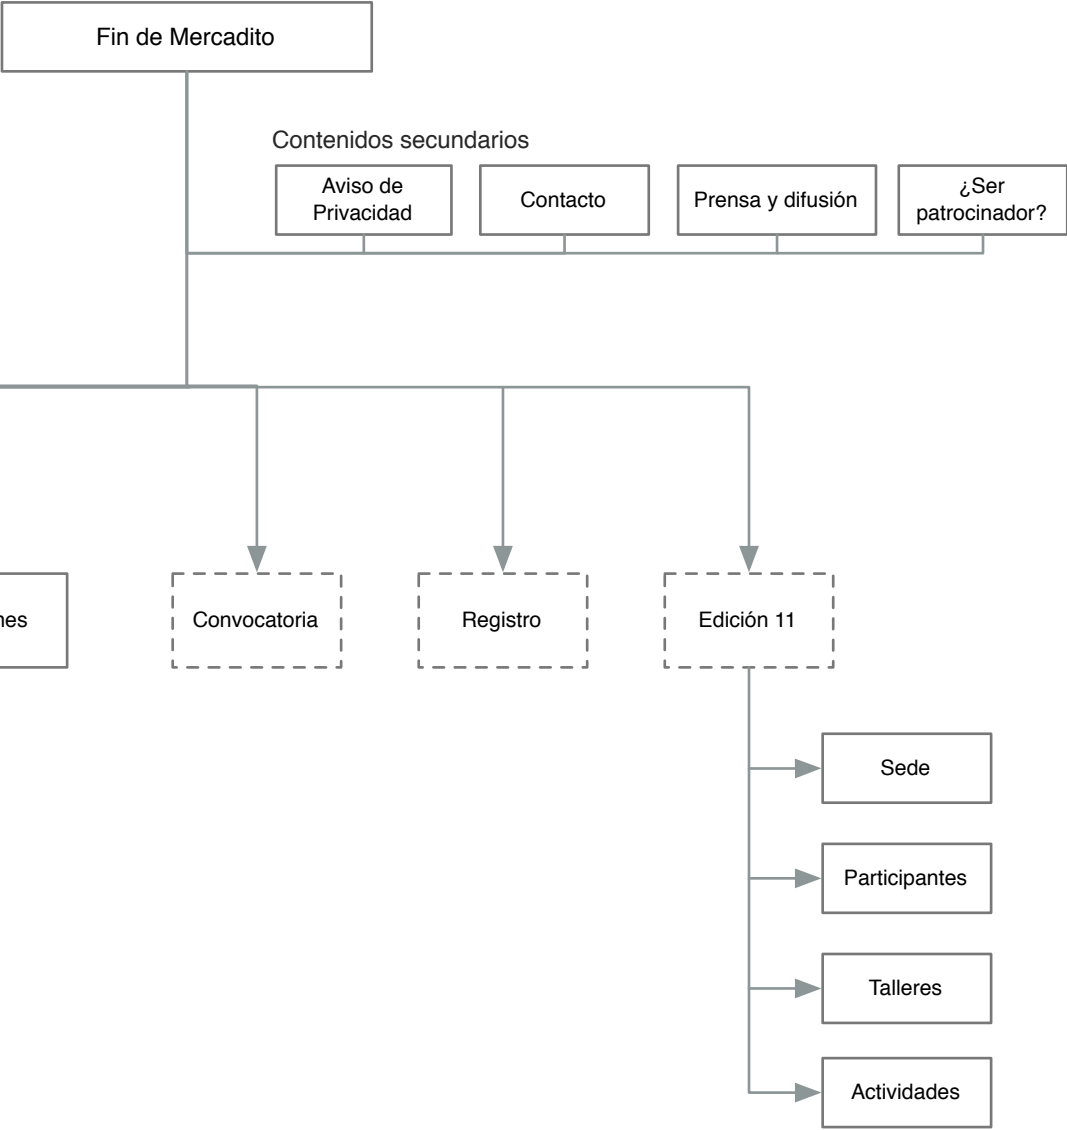 Fin de Mercadito
Contenidos secundarios
Aviso de
Privacidad
Contacto
Prensa y difusión
¿Ser
patrocinador?
Convocatoria
Registro
Edición 11
Sede
Participantes
Talleres
Actividades